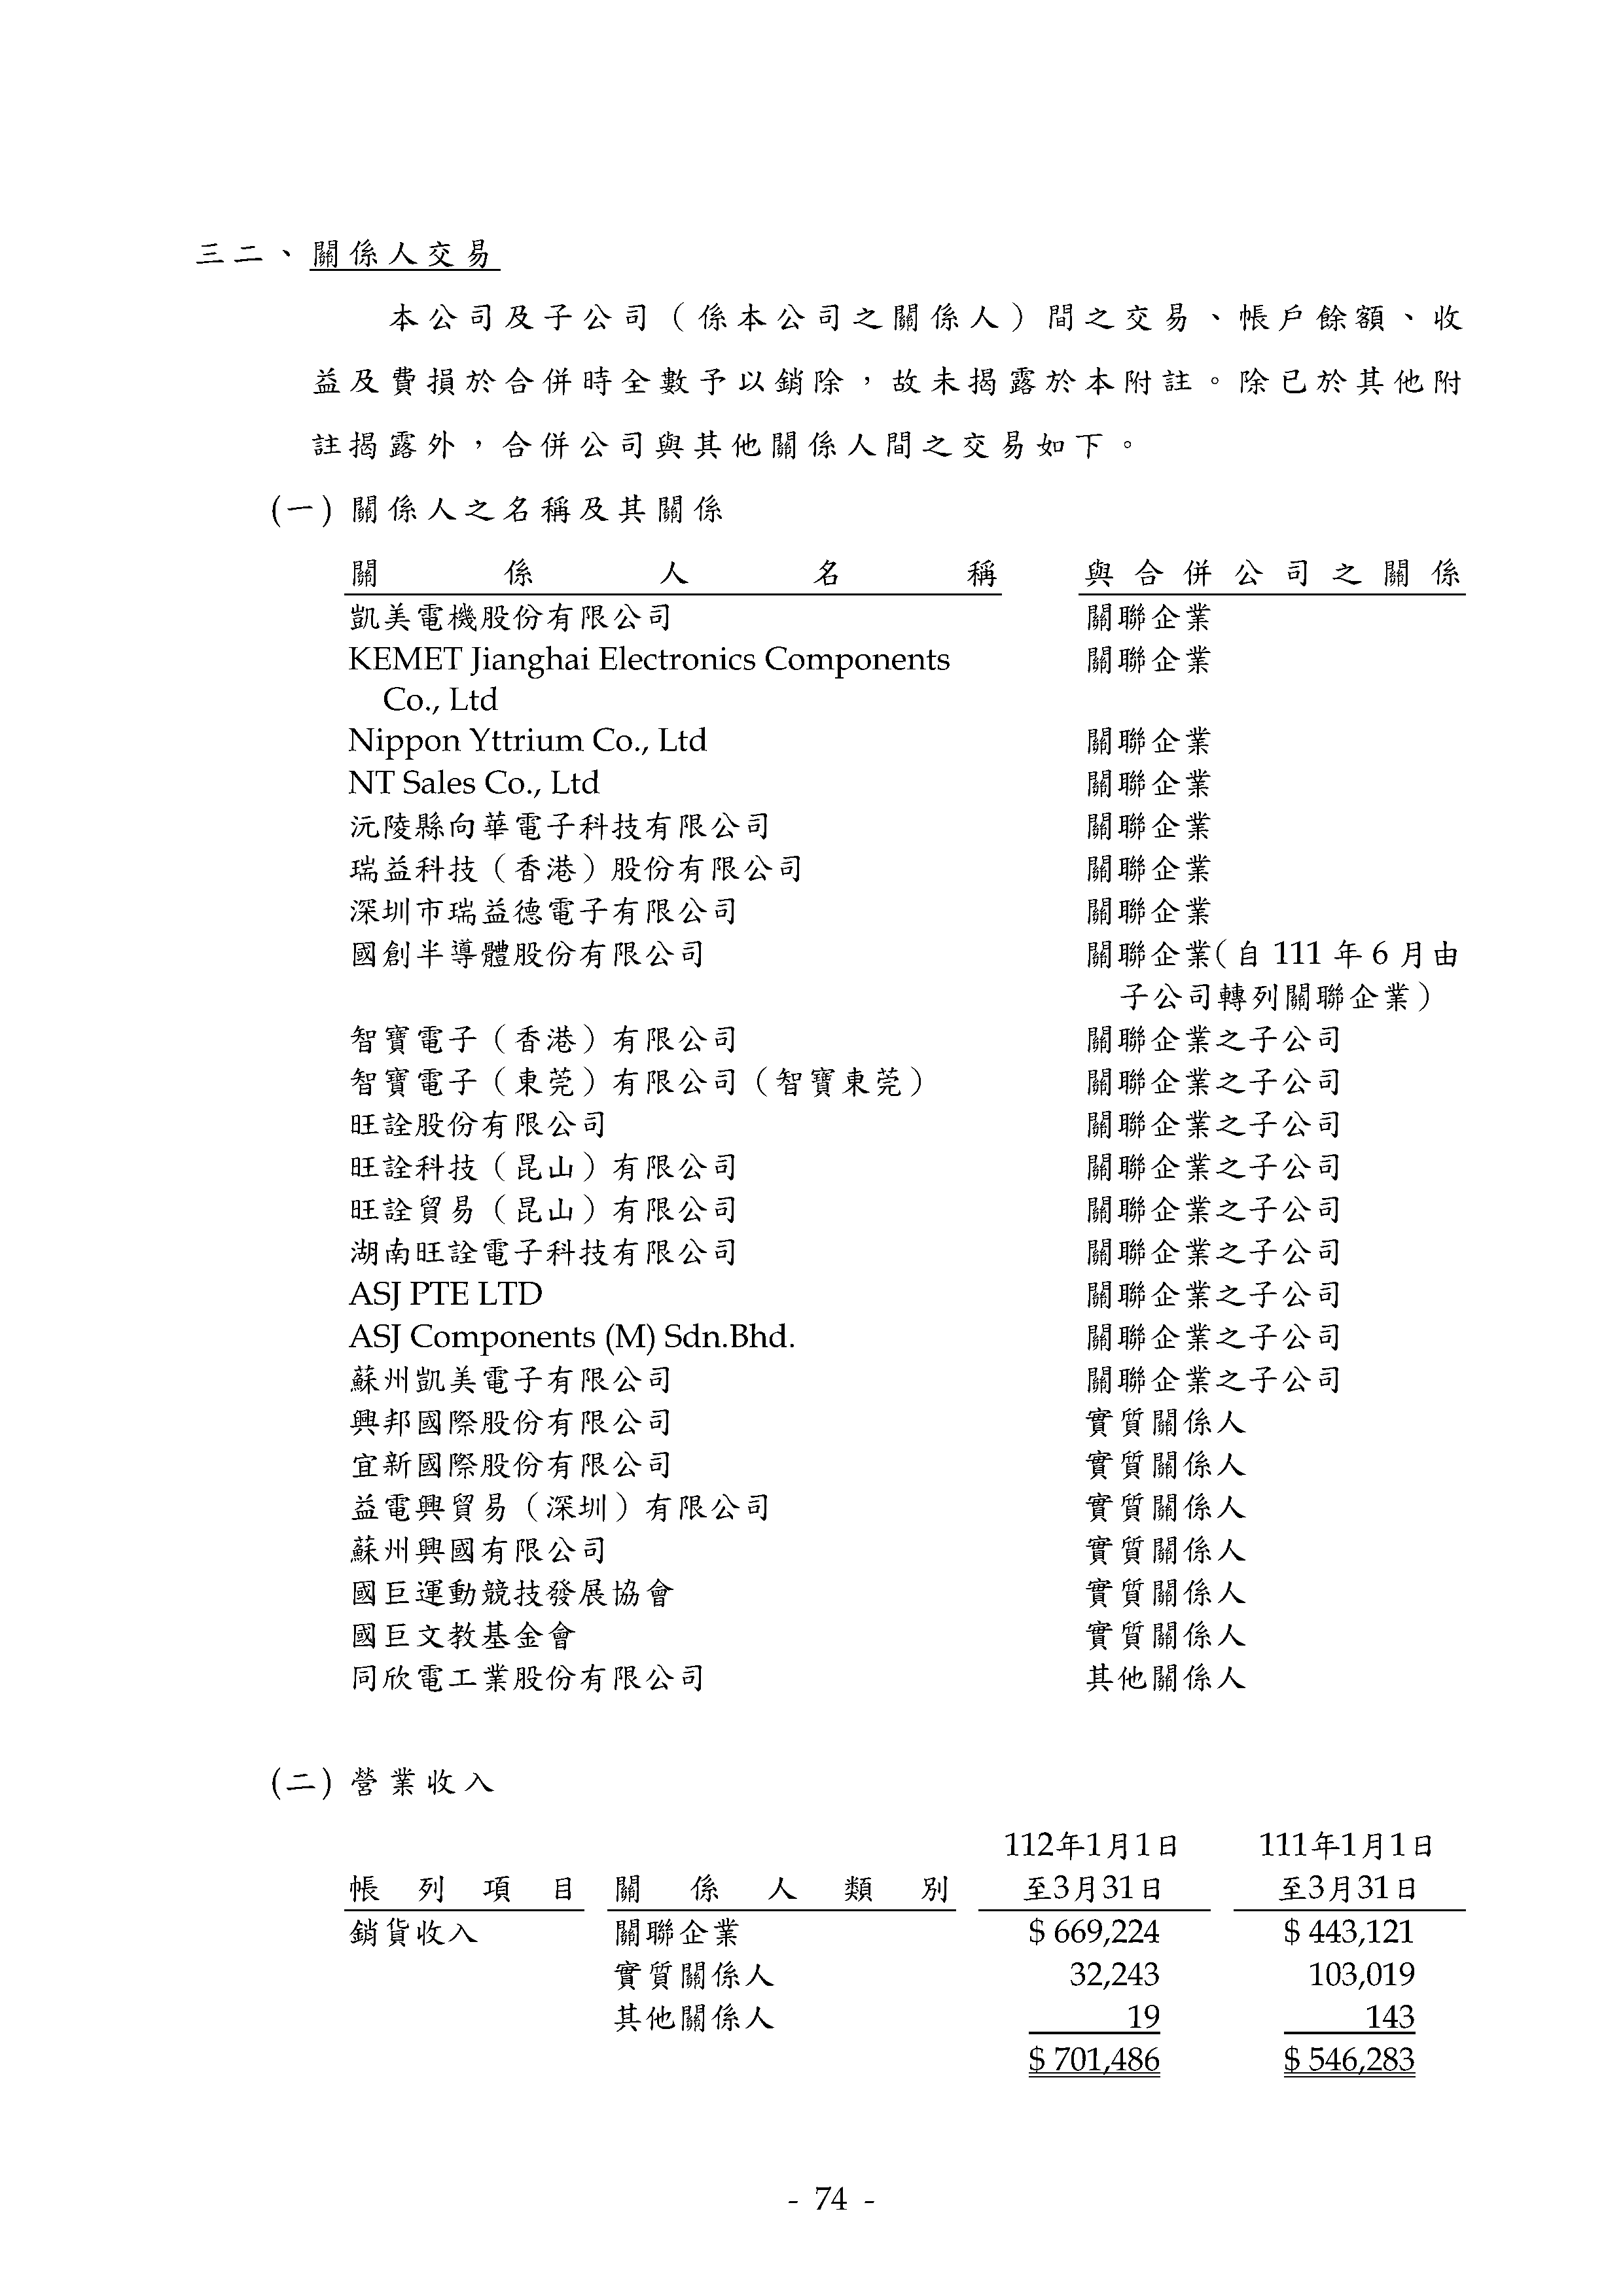 三二、關係人交易
本公司及子公司（係本公司之關係人）間之交易、帳戶餘額、收
益及費損於合併時全數予以銷除，故未揭露於本附註。除已於其他附
註揭露外，合併公司與其他關係人間之交易如下。
(一) 關係人之名稱及其關係
關係人名稱 與合併公司之關係
凱美電機股份有限公司 關聯企業
KEMET Jianghai Electronics Components 關聯企業
Co., Ltd
Nippon Yttrium Co., Ltd 關聯企業
NT Sales Co., Ltd 關聯企業
沅陵縣向華電子科技有限公司 關聯企業
瑞益科技（香港）股份有限公司 關聯企業
深圳市瑞益德電子有限公司 關聯企業
國創半導體股份有限公司 關聯企業（自 111 年 6 月由
子公司轉列關聯企業）
智寶電子（香港）有限公司 關聯企業之子公司
智寶電子（東莞）有限公司（智寶東莞） 關聯企業之子公司
旺詮股份有限公司 關聯企業之子公司
旺詮科技（昆山）有限公司 關聯企業之子公司
旺詮貿易（昆山）有限公司 關聯企業之子公司
湖南旺詮電子科技有限公司 關聯企業之子公司
ASJ PTE LTD 關聯企業之子公司
ASJ Components (M) Sdn.Bhd. 關聯企業之子公司
蘇州凱美電子有限公司 關聯企業之子公司
興邦國際股份有限公司 實質關係人
宜新國際股份有限公司 實質關係人
益電興貿易（深圳）有限公司 實質關係人
蘇州興國有限公司 實質關係人
國巨運動競技發展協會 實質關係人
國巨文教基金會 實質關係人
同欣電工業股份有限公司 其他關係人
(二) 營業收入
112年1月1日 111年1月1日
帳列項目 關係人類別 至3月31日 至3月31日
銷貨收入 關聯企業 $ 669,224 $ 443,121
實質關係人 32,243 103,019
其他關係人 19 143
$ 701,486 $ 546,283
- 74 -